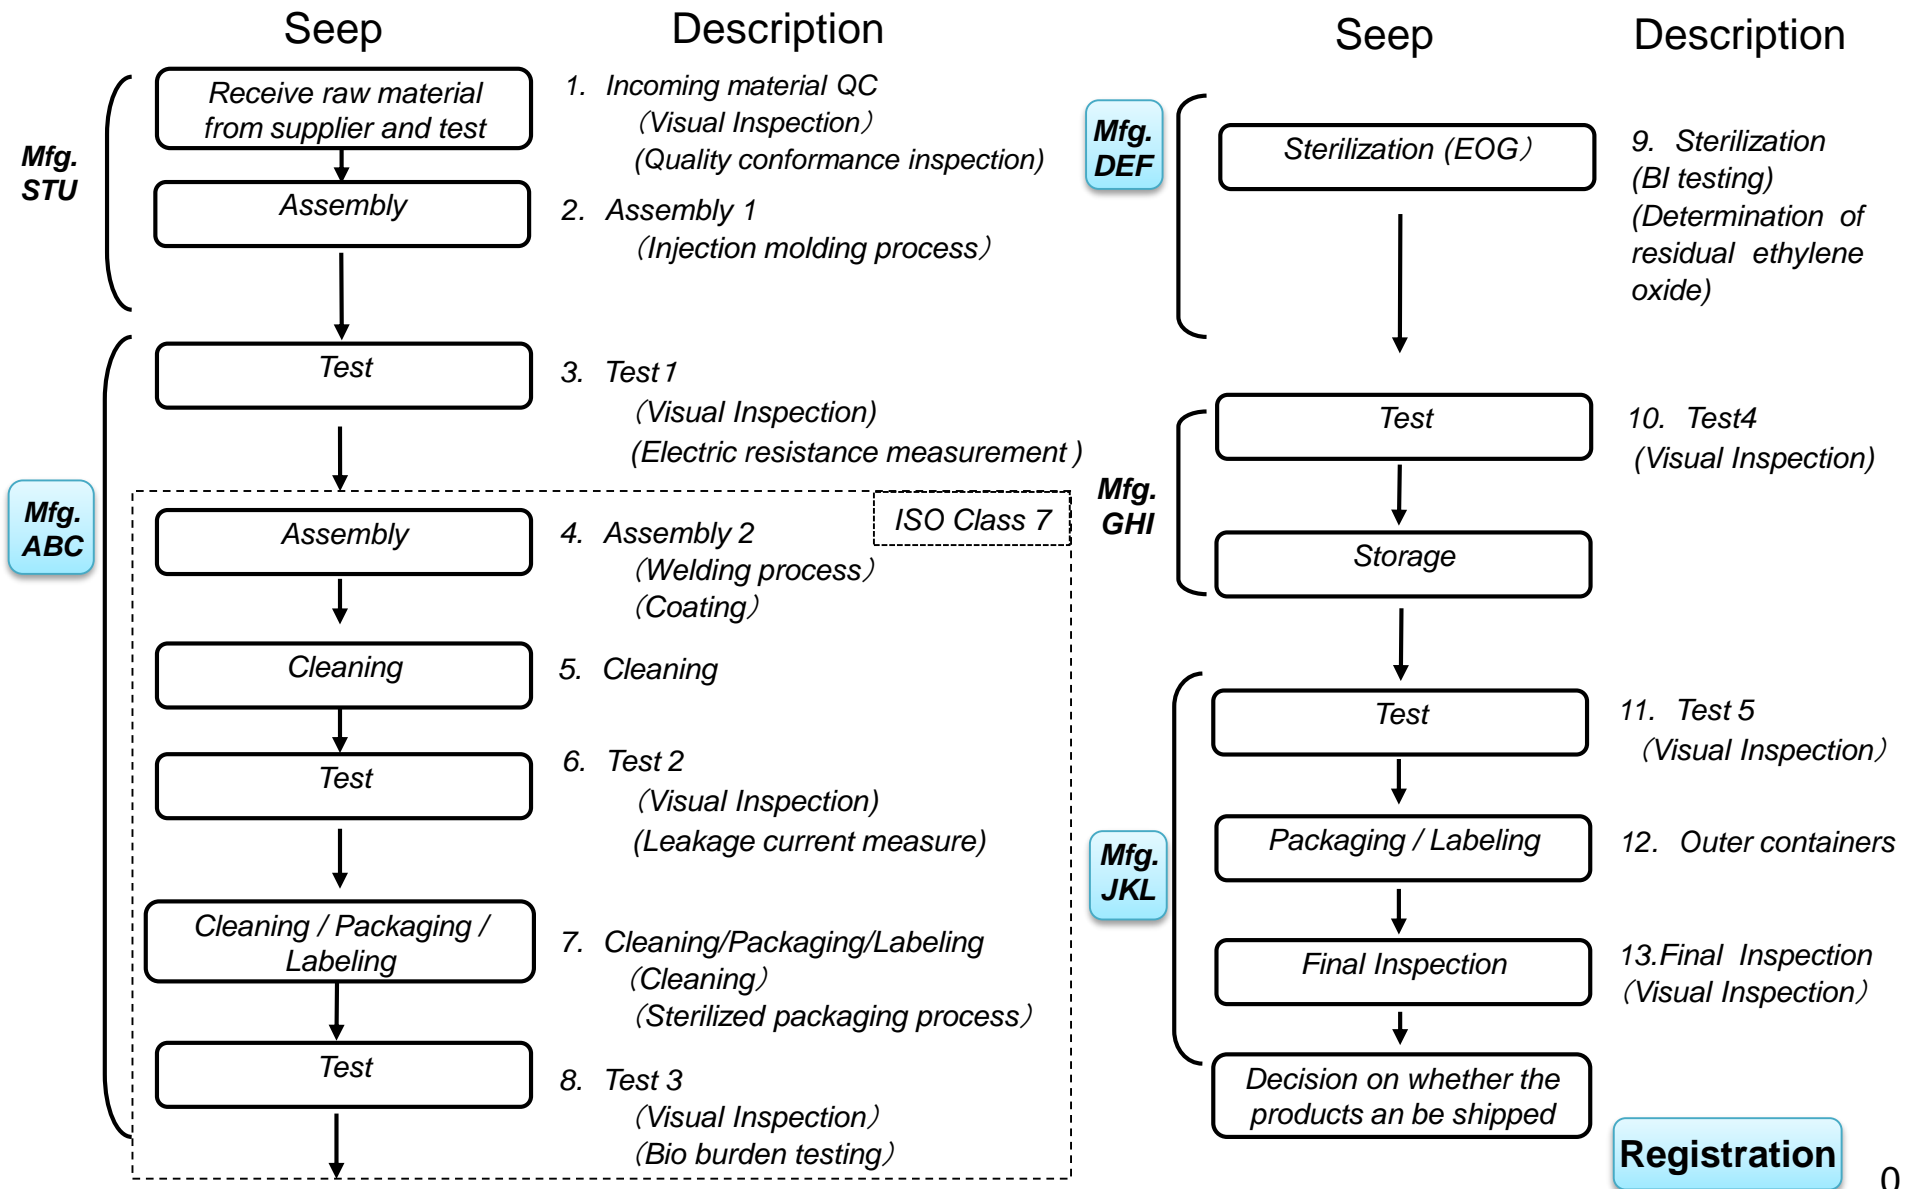 Seep
Description
Mfg.
STU
Receive raw material
from supplier and test
1. Incoming material QC
（Visual Inspection）
(Quality conformance inspection)
Assembly
2. Assembly 1
（Injection molding process）
Mfg.
ABC
Test
3. Test 1
（Visual Inspection)
(Electric resistance measurement )
ISO Class 7
Assembly
4. Assembly 2
（Welding process）
（Coating）
Cleaning
5. Cleaning
Test
6. Test 2
（Visual Inspection)
(Leakage current measure)
Cleaning / Packaging /
Labeling
7. Cleaning/Packaging/Labeling
（Cleaning）
（Sterilized packaging process）
Test
8. Test 3
（Visual Inspection）
（Bio burden testing）
Seep
Description
Mfg.
DEF
Sterilization (EOG）
9. Sterilization
(BI testing)
(Determination of
residual ethylene
oxide)
Mfg.
GHI
Test
10. Test4
(Visual Inspection)
Storage
Mfg.
JKL
Test
11. Test 5
（Visual Inspection）
Packaging / Labeling
12. Outer containers
Final Inspection
13.Final Inspection
（Visual Inspection）
Decision on whether the
products an be shipped
Registration
0